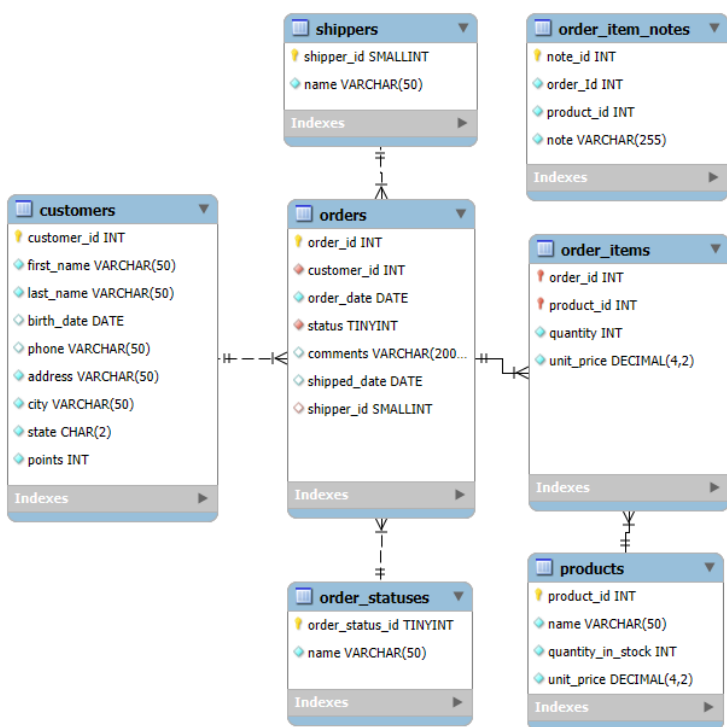 shippers
shipper_id SMALLINT
name VARCHAR(50)
Indexes
order_item_notes
note_id INT
order_Id INT
product_id INT
note VARCHAR(255)
Indexes
customers
customer_id INT
first_name VARCHAR(50)
last_name VARCHAR(50)
birth_date DATE
phone VARCHAR(50)
address VARCHAR(50)
city VARCHAR(50)
state CHAR(2)
points INT
Indexes
orders
order_id INT
customer_id INT
order_date DATE
status TINYINT
comments VARCHAR(200...
shipped_date DATE
shipper_id SMALLINT
Indexes
order_items
order_id INT
product_id INT
quantity INT
unit_price DECIMAL(4,2)
Indexes
order_statuses
order_status_id TINYINT
name VARCHAR(50)
Indexes
products
product_id INT
name VARCHAR(50)
quantity_in_stock INT
unit_price DECIMAL(4,2)
Indexes